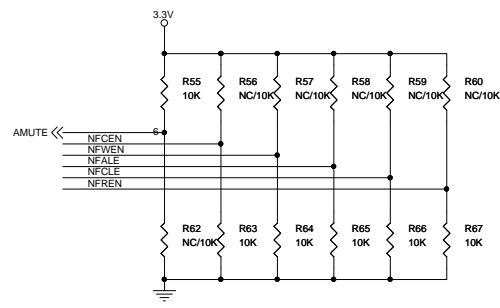 3.3V
R55 R56 R57 R58 R59 R60
10K NC/10K NC/10K NC/10K NC/10K NC/10K
AMUTE 6
NFCEN
NFWEN
NFALE
NFCLE
NFREN
R62 R63 R64 R65 R66 R67
NC/10K 10K 10K 10K 10K 10K